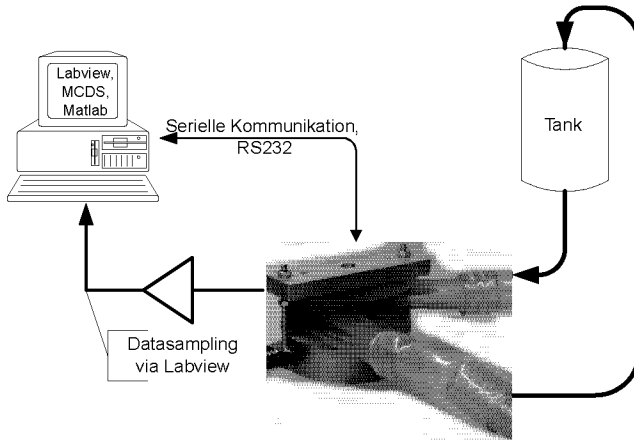 Labview,
MCDS,
Matlab
Serielle Kommunikation,
RS232
Tank
Datasampling
via Labview